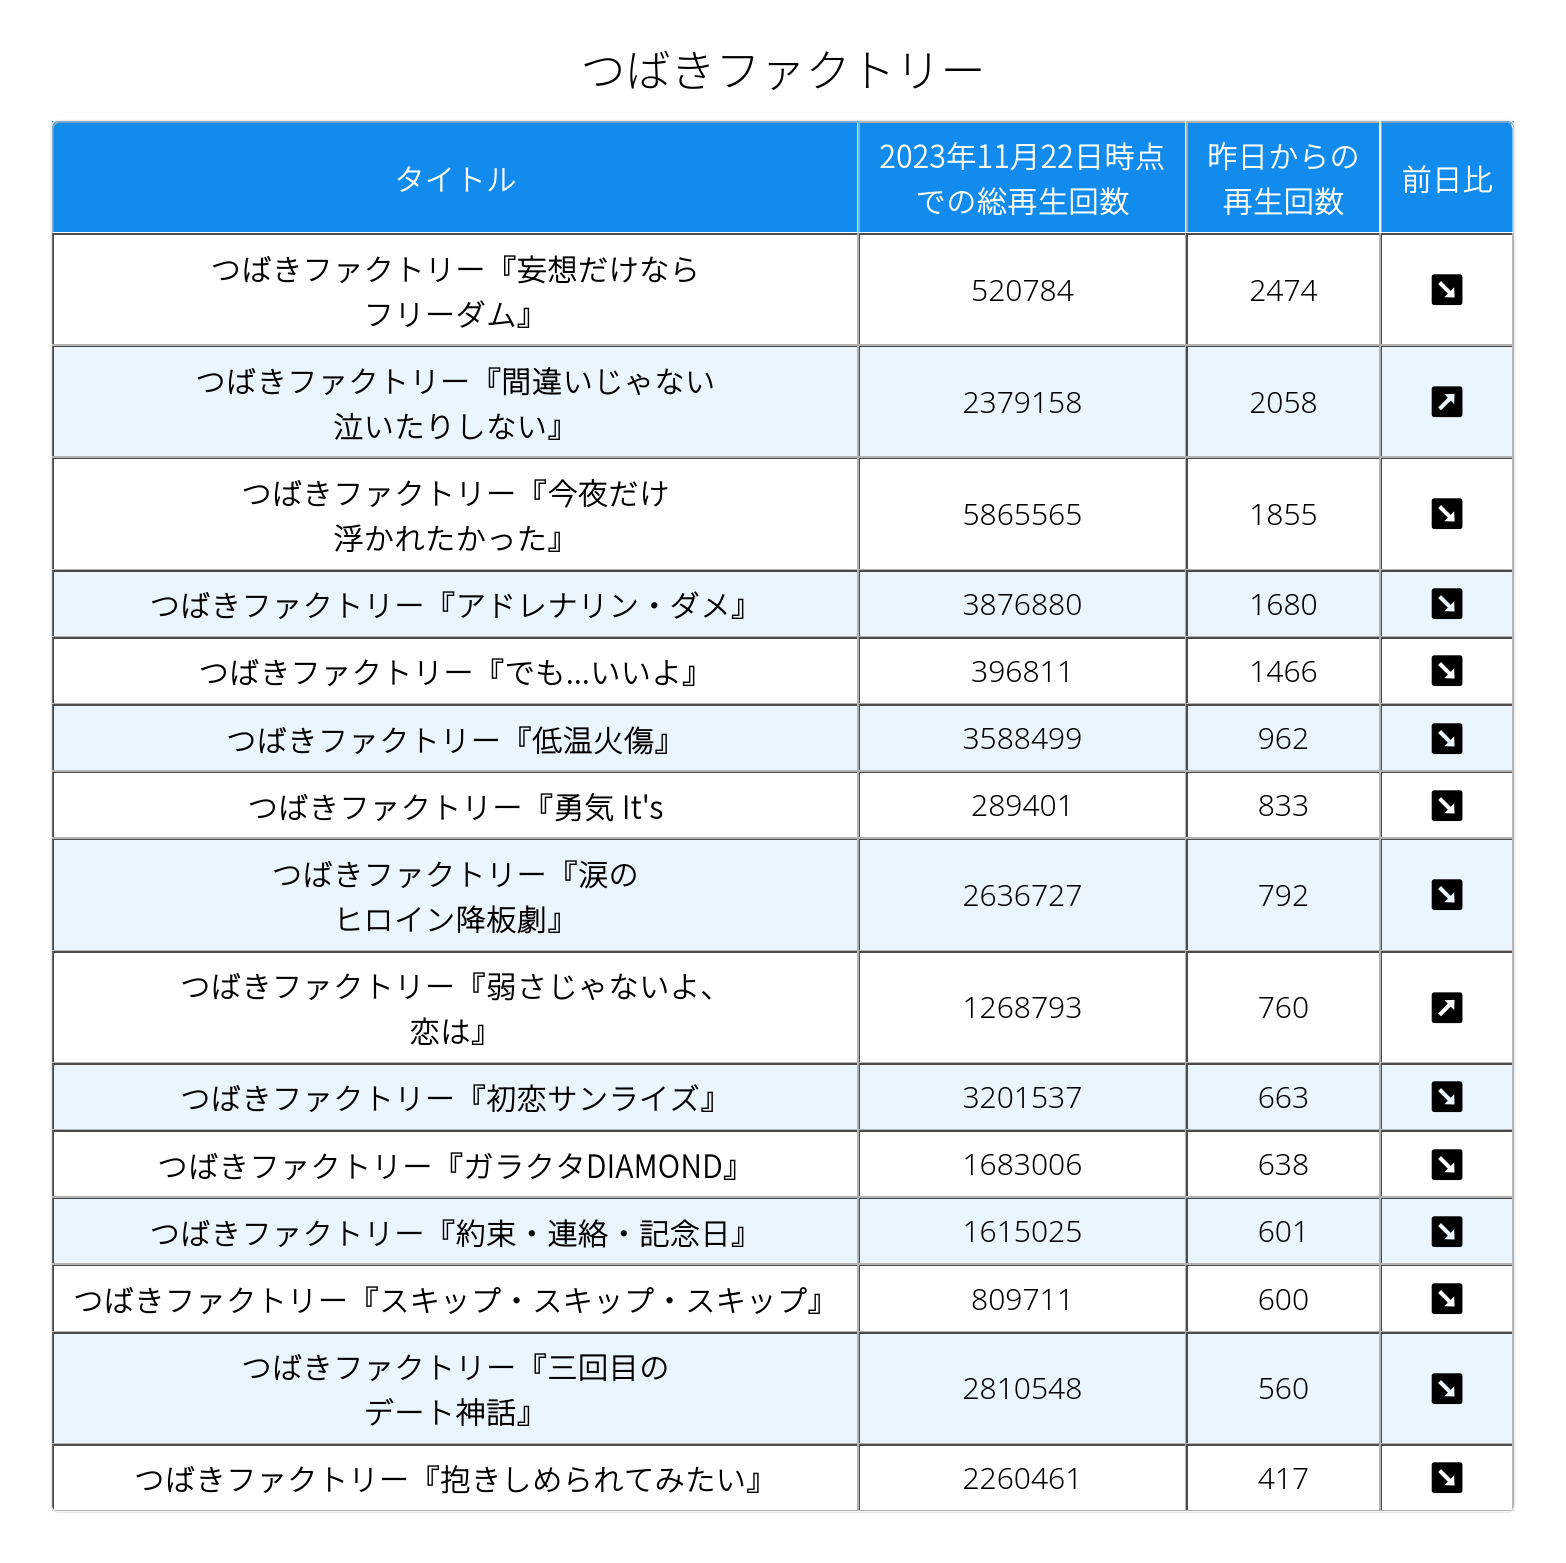 つばきファクトリー
タイトル
2023年11月22日時点
での総再生回数
昨日からの
再生回数
前日比
つばきファクトリー『妄想だけなら
フリーダム』
520784
2474
つばきファクトリー『間違いじゃない
泣いたりしない』
2379158
2058
つばきファクトリー『今夜だけ
浮かれたかった』
5865565
1855
つばきファクトリー『アドレナリン・ダメ』
3876880
1680
つばきファクトリー『でも...いいよ』
396811
1466
つばきファクトリー『低温火傷』
3588499
962
つばきファクトリー『勇気 It's
289401
833
つばきファクトリー『涙の
ヒロイン降板劇』
2636727
792
つばきファクトリー『弱さじゃないよ、
恋は』
1268793
760
つばきファクトリー『初恋サンライズ』
3201537
663
つばきファクトリー『ガラクタDIAMOND』
1683006
638
つばきファクトリー『約束・連絡・記念日』
1615025
601
つばきファクトリー『スキップ・スキップ・スキップ』
809711
600
つばきファクトリー『三回目の
デート神話』
2810548
560
つばきファクトリー『抱きしめられてみたい』
2260461
417